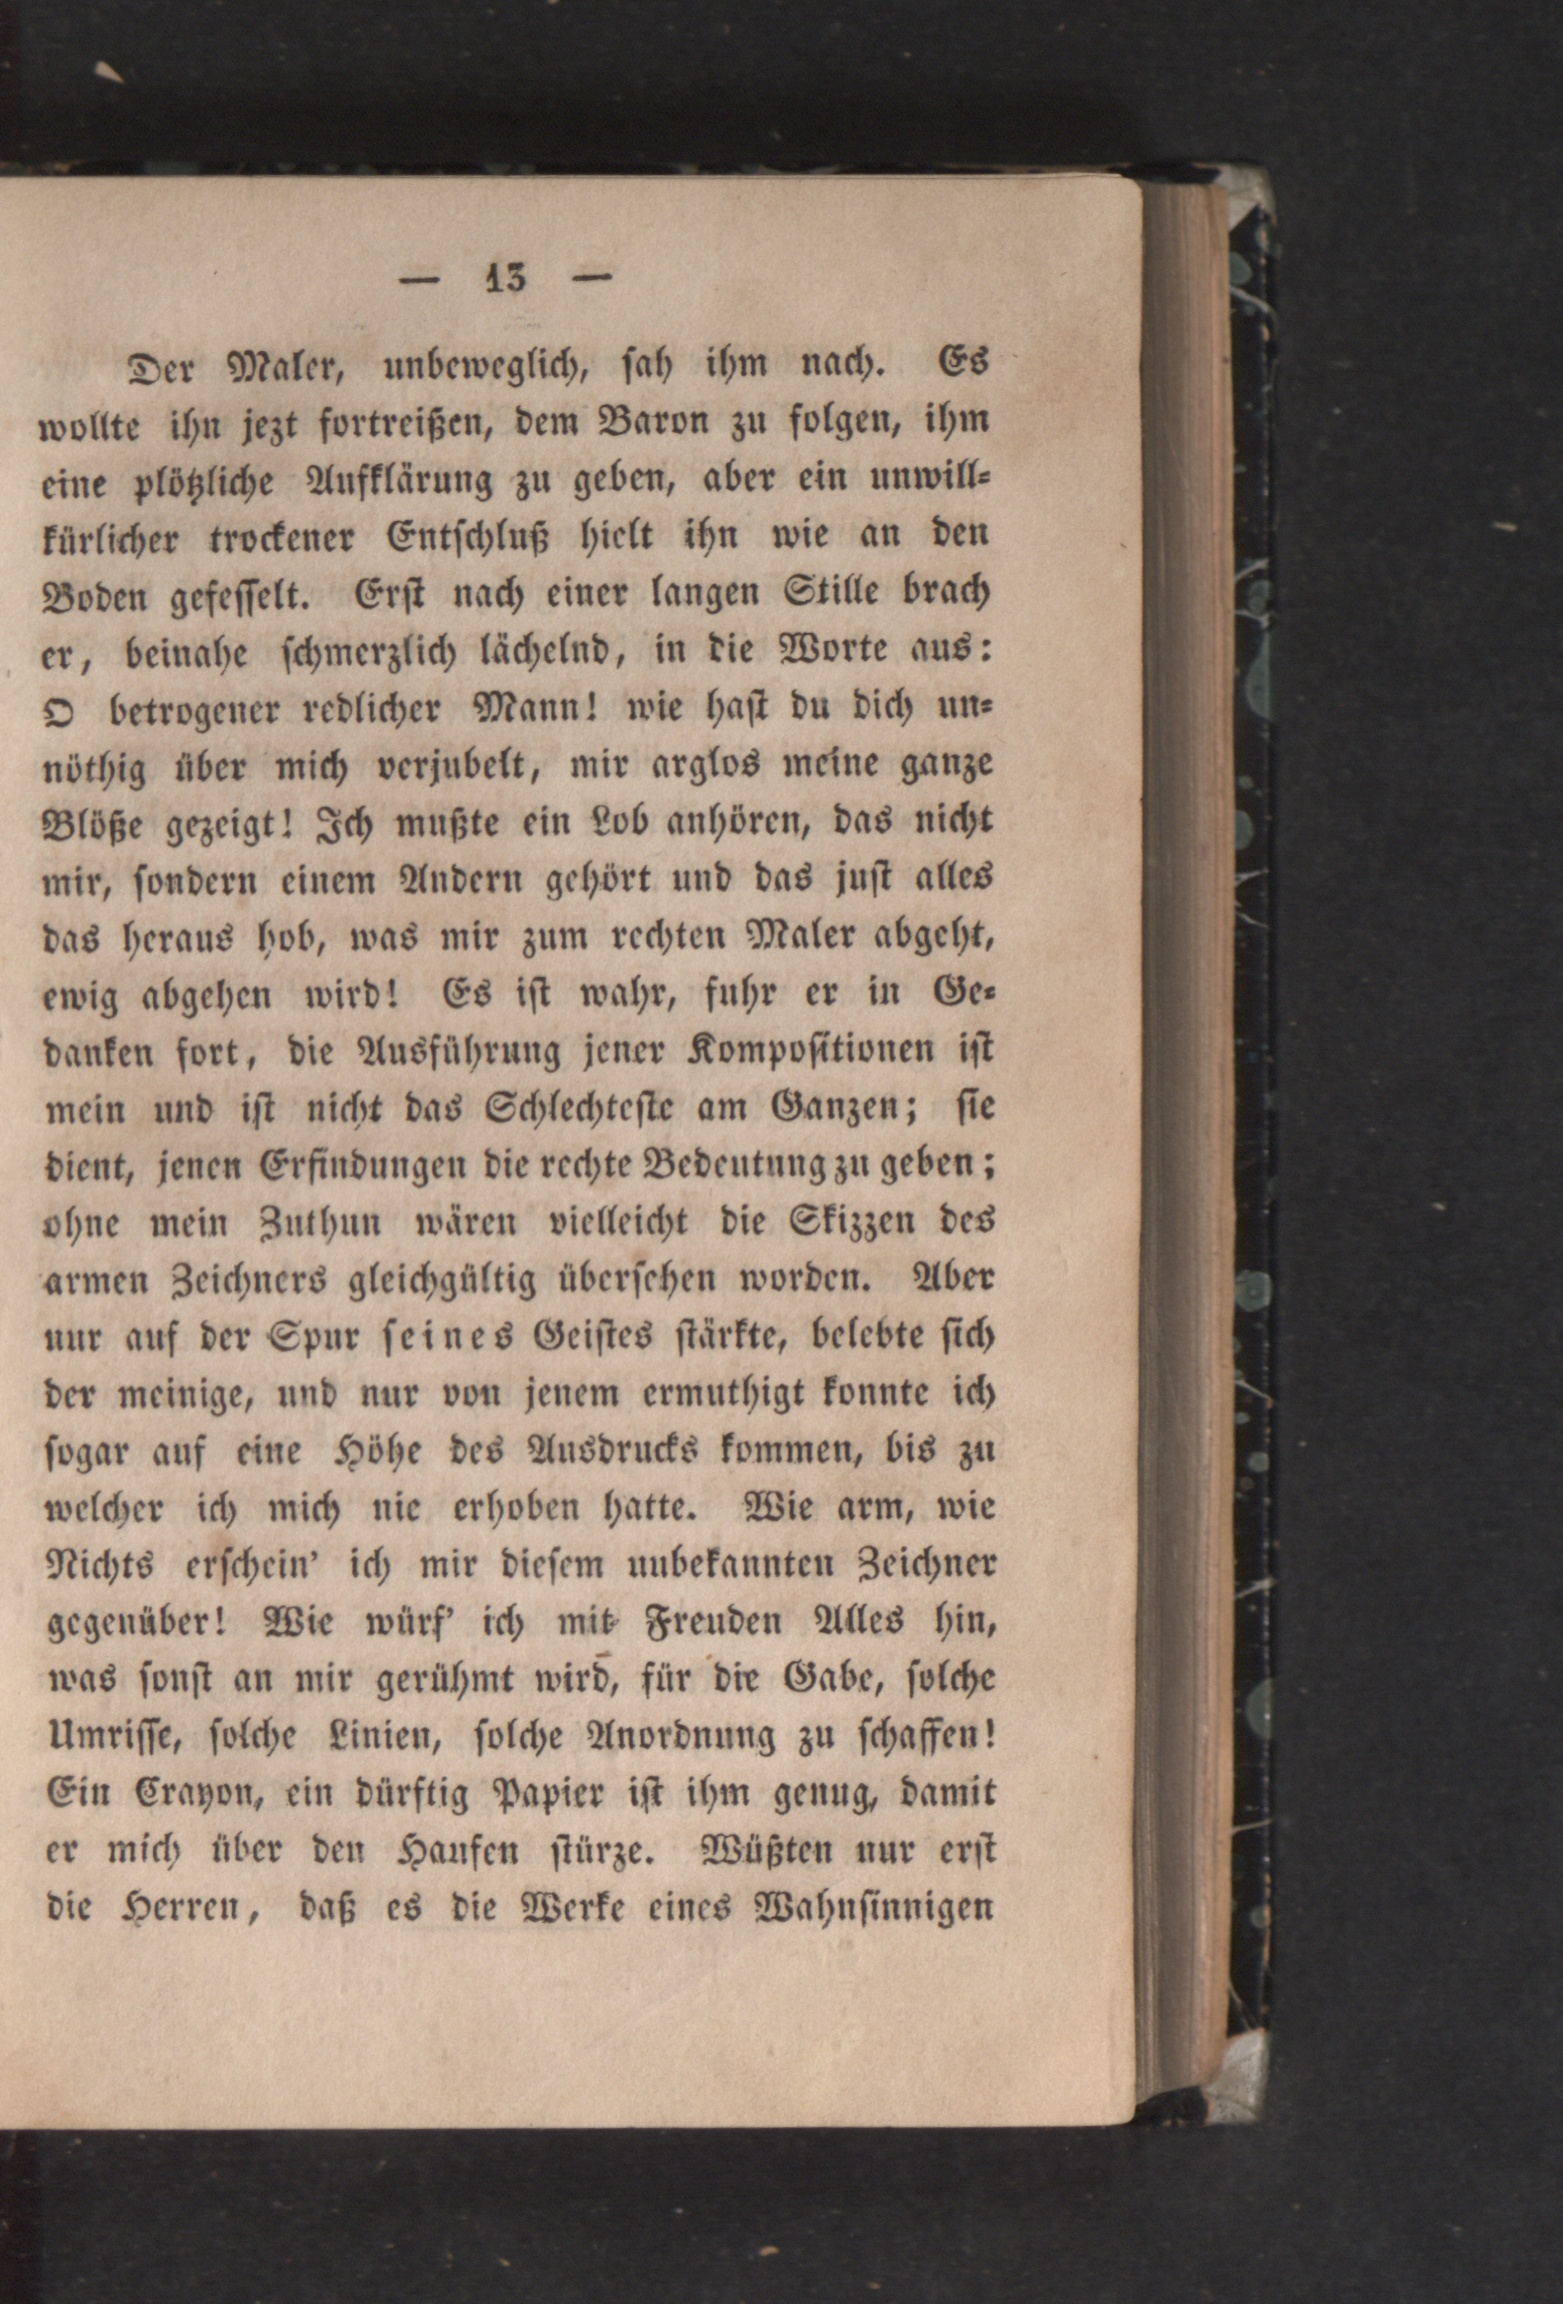 — 13 —
Der Maler, unbeweglich, sah ihm nach. Es
wollte ihn jezt fortreißen, dem Baron zu folgen, ihm
eine plötzliche Aufklärung zu geben, aber ein unwill-
kürlicher trockener Entschluß hielt ihn wie an den
Boden gefesselt. Erst nach einer langen Stille brach
er, beinahe schmerzlich lächelnd, in die Worte aus:
O betrogener redlicher Mann! wie hast du dich un-
nöthig über mich verjubelt, mir arglos meine ganze
Blöße gezeigt! Ich mußte ein Lob anhören, das nicht
mir, sondern einem Andern gehört und das just alles
das heraus hob, was mir zum rechten Maler abgeht,
ewig abgehen wird! Es ist wahr, fuhr er in Ge-
danken fort, die Ausführung jener Kompositionen ist
mein und ist nicht das Schlechteste am Ganzen; sie
dient, jenen Erfindungen die rechte Bedeutung zu geben;
ohne mein Zuthun wären vielleicht die Skizzen des
armen Zeichners gleichgültig übersehen worden. Aber
nur auf der Spur seines Geistes stärkte, belebte sich
der meinige, und nur von jenem ermuthigt konnte ich
sogar auf eine Höhe des Ausdrucks kommen, bis zu
welcher ich mich nie erhoben hatte. Wie arm, wie
Nichts erschein' ich mir diesem unbekannten Zeichner
gegenüber! Wie würf' ich mit Freuden Alles hin,
was sonst an mir gerühmt wird, für die Gabe, solche
Umrisse, solche Linien, solche Anordnung zu schaffen!
Ein Crayon, ein dürftig Papier ist ihm genug, damit
er mich über den Haufen stürze. Wüßten nur erst
die Herren, daß es die Werke eines Wahnsinnigen